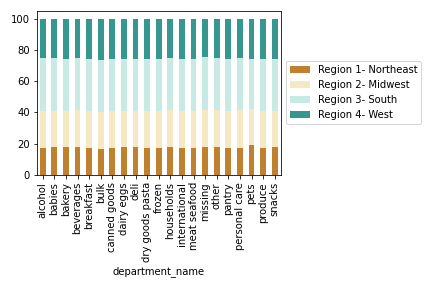 100
80
60
40
20
0
Region 1- Northeast
Region 2- Midwest
Region 3- South
Region 4- West
alcohol
babies
bakery
beverages
breakfast
bulk
canned goods
dairy eggs
deli
dry goods pasta
frozen
households
international
meat seafood
missing
other
pantry
personal care
pets
produce
snacks
department_name